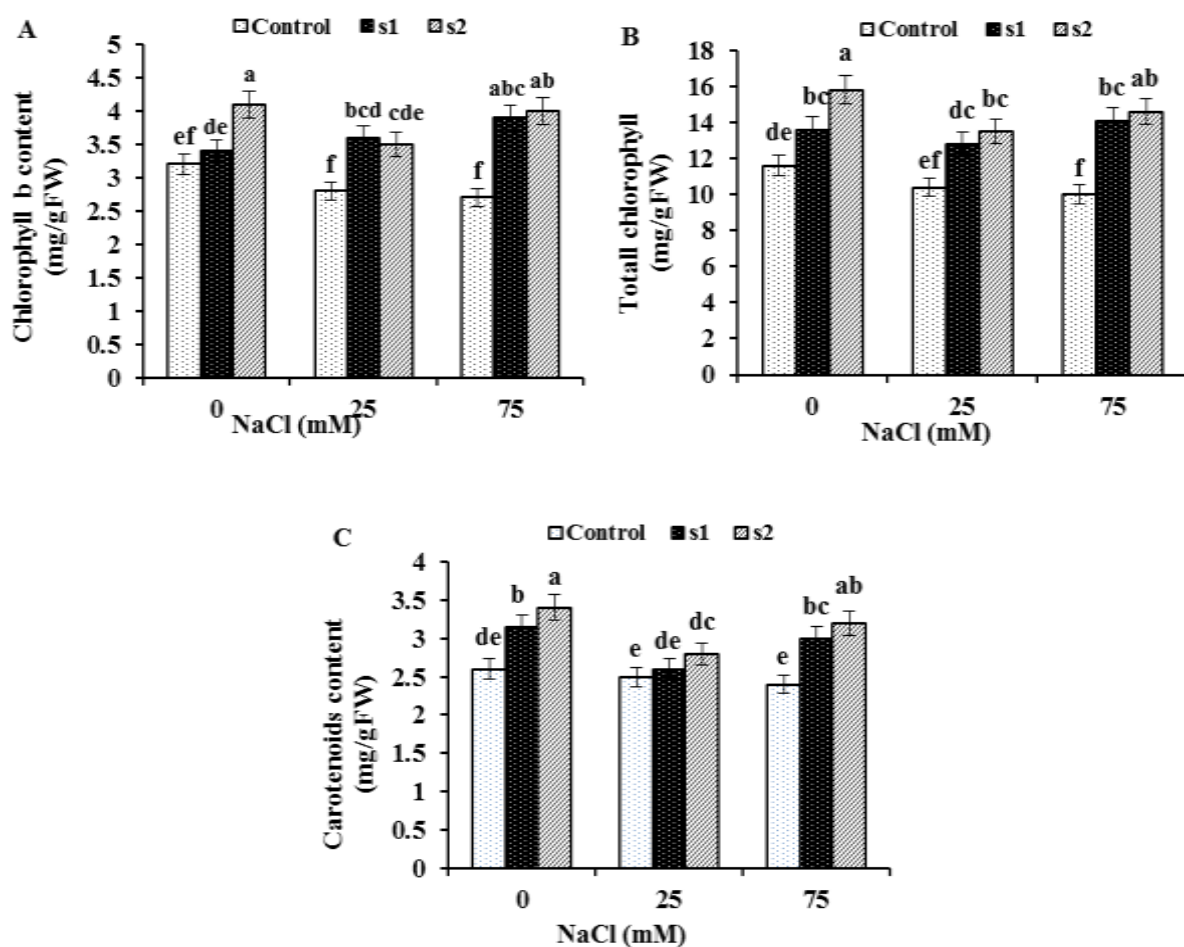 A
Control s1 s2
Chlorophyll b content
(mg/gFW)
5
4.5
4
3.5
3
2.5
2
1.5
1
0.5
0
ef de a
f bcd cde
f abc ab
0 25 75
NaCl (mM)
B
Control s1 s2
Totall chlorophyll
(mg/gFW)
18
16
14
12
10
8
6
4
2
0
de bc a
ef dc bc
f bc ab
0 25 75
NaCl (mM)
C
Control s1 s2
Carotenoids content
(mg/gFW)
4
3.5
3
2.5
2
1.5
1
0.5
0
de b a
e de dc
e bc ab
0 25 75
NaCl (mM)